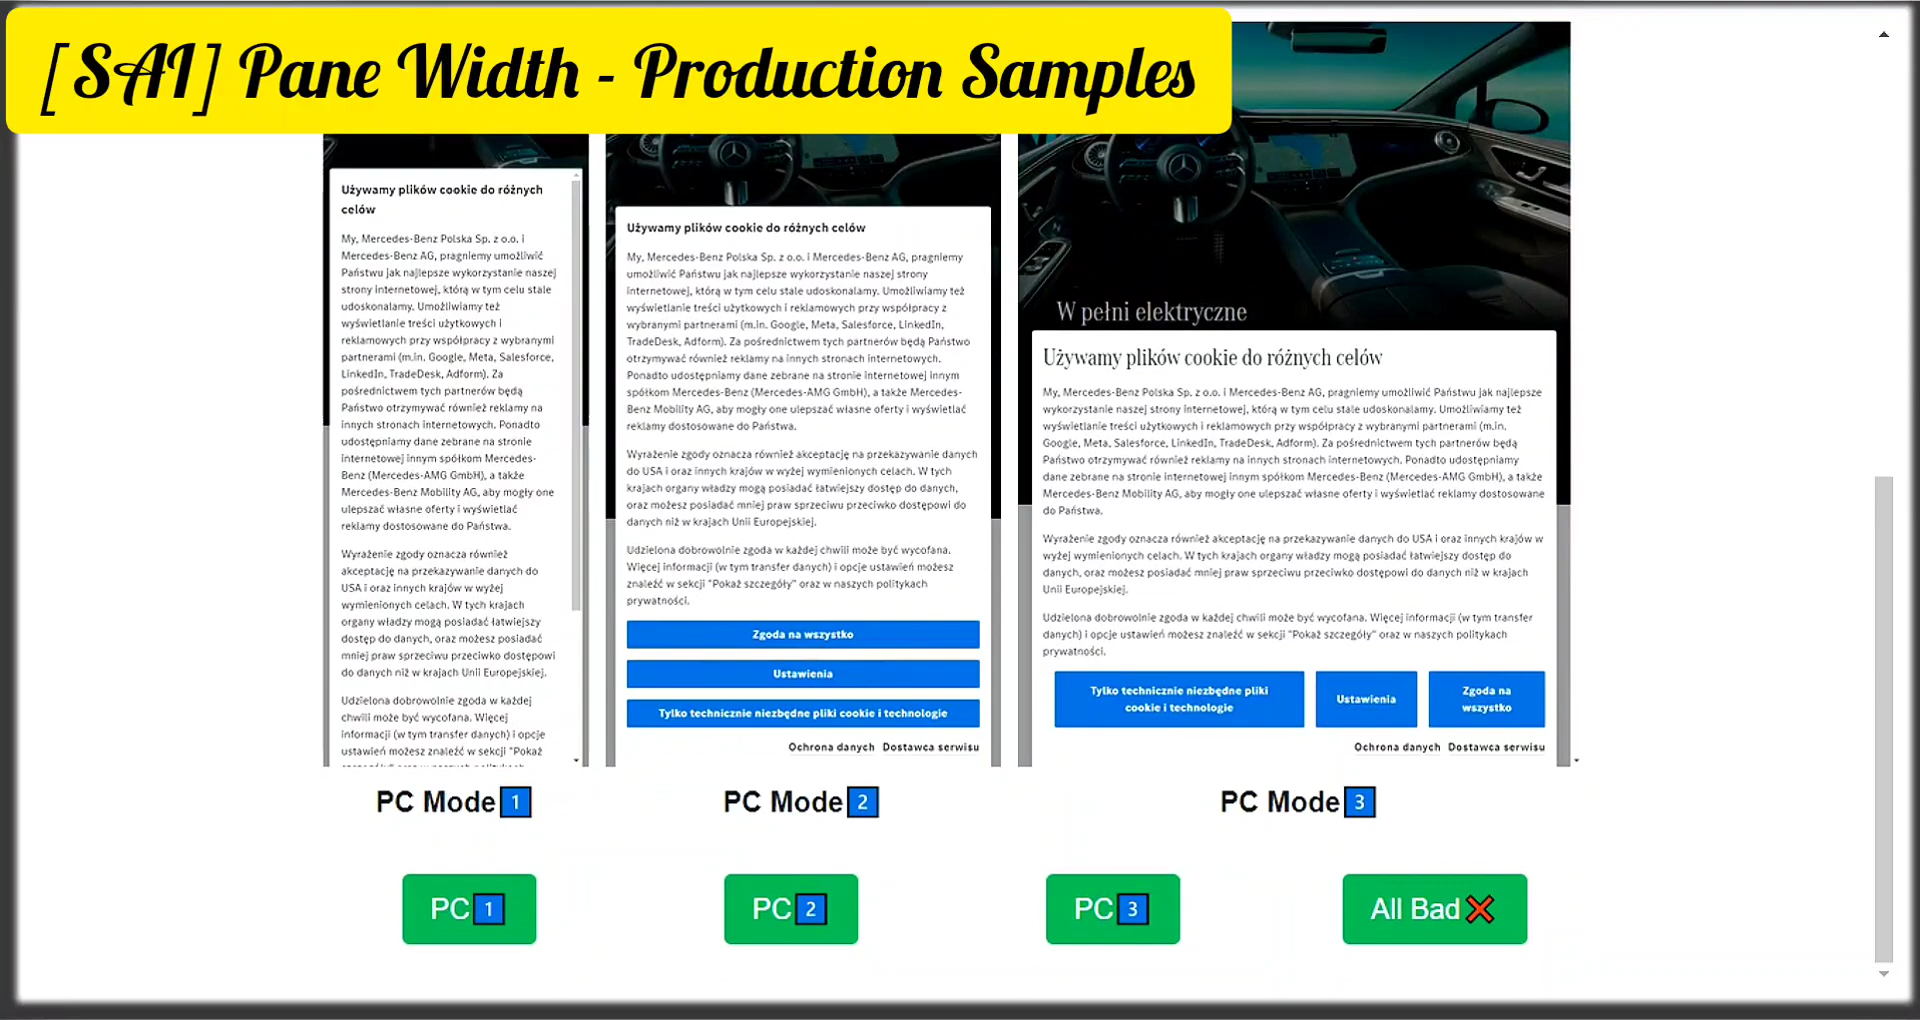 [SAI] Pane Width - Production Samples
Używamy plików cookie do różnych
celów
My, Mercedes-Benz Polska Sp. z o.o. i
Mercedes-Benz AG, pragniemy umożliwić
Państwu jak najlepsze wykorzystanie naszej
strony internetowej, którą w tym celu stale
udoskonalamy. Umożliwiamy też
wyświetlanie treści użytkowych i
reklamowych przy współpracy z wybranymi
partnerami (m.in. Google, Meta, Salesforce,
LinkedIn, TradeDesk, Adform). Za
pośrednictwem tych partnerów będą
Państwo otrzymywać również reklamy na
innych stronach internetowych. Ponadto
udostępniamy dane zebrane na stronie
internetowej innym spółkom Mercedes-
Benz (Mercedes-AMG GmbH), a także
Mercedes-Benz Mobility AG, aby mogły one
ulepszać własne oferty i wyświetlać
reklamy dostosowane do Państwa.
Wyrażenie zgody oznacza również
akceptację na przekazywanie danych do
USA i oraz innych krajów w wyżej
wymienionych celach. W tych krajach
organy władzy mogą posiadać łatwiejszy
dostęp do danych, oraz możesz posiadać
mniej praw sprzeciwu przeciwko dostępowi
do danych niż w krajach Unii Europejskiej.
Udzielona dobrowolnie zgoda w każdej
chwili może być wycofana. Więcej
informacji (w tym transfer danych) i opcje
ustawień możesz znaleźć w sekcji "Pokaż
Używamy plików cookie do różnych celów
My, Mercedes-Benz Polska Sp. z o.o. i Mercedes-Benz AG, pragniemy
umożliwić Państwu jak najlepsze wykorzystanie naszej strony
internetowej, którą w tym celu stale udoskonalamy. Umożliwiamy też
wyświetlanie treści użytkowych i reklamowych przy współpracy z
wybranymi partnerami (m.in. Google, Meta, Salesforce, LinkedIn,
TradeDesk, Adform). Za pośrednictwem tych partnerów będą Państwo
otrzymywać również reklamy na innych stronach internetowych.
Ponadto udostępniamy dane zebrane na stronie internetowej innym
spółkom Mercedes-Benz (Mercedes-AMG GmbH), a także Mercedes-
Benz Mobility AG, aby mogły one ulepszać własne oferty i wyświetlać
reklamy dostosowane do Państwa.
Wyrażenie zgody oznacza również akceptację na przekazywanie danych
do USA i oraz innych krajów w wyżej wymienionych celach. W tych
krajach organy władzy mogą posiadać łatwiejszy dostęp do danych,
oraz możesz posiadać mniej praw sprzeciwu przeciwko dostępowi do
danych niż w krajach Unii Europejskiej.
Udzielona dobrowolnie zgoda w każdej chwili może być wycofana.
Więcej informacji (w tym transfer danych) i opcje ustawień możesz
znaleźć w sekcji "Pokaż szczegóły" oraz w naszych politykach
prywatności.
Zgoda na wszystko
Ustawienia
Tylko technicznie niezbędne pliki cookie i technologie
Ochrona danych Dostawca serwisu
W pełni elektryczne
Używamy plików cookie do różnych celów
My, Mercedes-Benz Polska Sp. z o.o. i Mercedes-Benz AG, pragniemy umożliwić Państwu jak najlepsze
wykorzystanie naszej strony internetowej, którą w tym celu stale udoskonalamy. Umożliwiamy też
wyświetlanie treści użytkowych i reklamowych przy współpracy z wybranymi partnerami (m.in.
Google, Meta, Salesforce, LinkedIn, TradeDesk, Adform). Za pośrednictwem tych partnerów będą
Państwo otrzymywać również reklamy na innych stronach internetowych. Ponadto udostępniamy
dane zebrane na stronie internetowej innym spółkom Mercedes-Benz (Mercedes-AMG GmbH), a także
Mercedes-Benz Mobility AG, aby mogły one ulepszać własne oferty i wyświetlać reklamy dostosowane
do Państwa.
Wyrażenie zgody oznacza również akceptację na przekazywanie danych do USA i oraz innych krajów w
wyżej wymienionych celach. W tych krajach organy władzy mogą posiadać łatwiejszy dostęp do
danych, oraz możesz posiadać mniej praw sprzeciwu przeciwko dostępowi do danych niż w krajach
Unii Europejskiej.
Udzielona dobrowolnie zgoda w każdej chwili może być wycofana. Więcej informacji (w tym transfer
danych) i opcje ustawień możesz znaleźć w sekcji "Pokaż szczegóły" oraz w naszych politykach
prywatności.
Tylko technicznie niezbędne pliki
cookie i technologie
Ustawienia
Zgoda na
wszystko
Ochrona danych Dostawca serwisu
PC Mode 1
PC Mode 2
PC Mode 3
PC 1
PC 2
PC 3
All Bad ❌